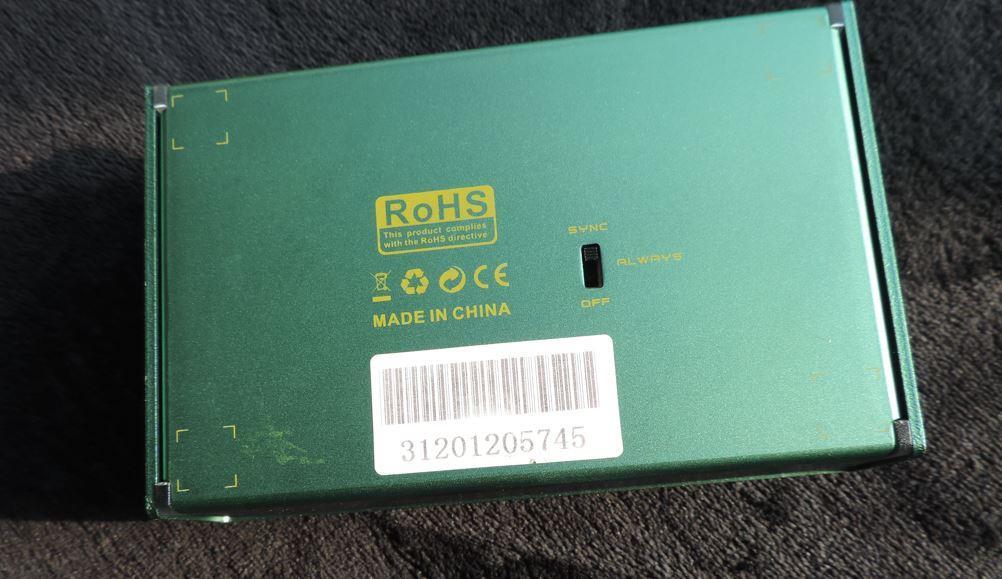 RoHS
This product complies
with the RoHS directive
CE
MADE IN CHINA
SYNC
ALWAYS
OFF
31201205745